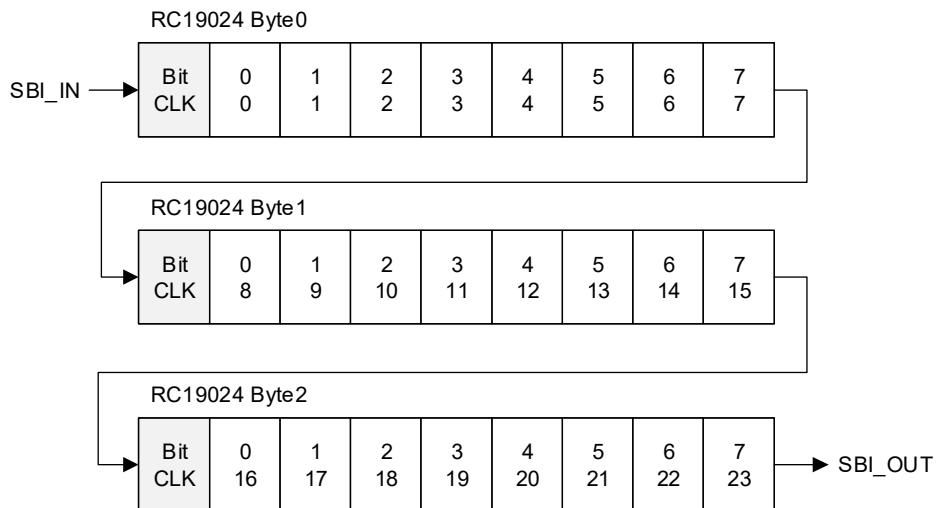 RC19024 Byte0
SBI_IN
Bit 0 1 2 3 4 5 6 7
CLK 0 1 2 3 4 5 6 7
RC19024 Byte1
Bit 0 1 2 3 4 5 6 7
CLK 8 9 10 11 12 13 14 15
RC19024 Byte2
Bit 0 1 2 3 4 5 6 7
CLK 16 17 18 19 20 21 22 23
SBI_OUT